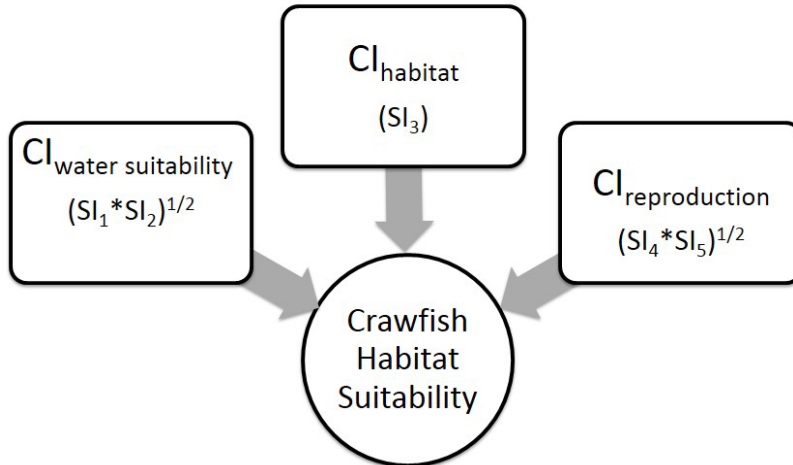 CI_habitat
(SI_3)
CI_water suitability
(SI_1*SI_2)^1/2
CI_reproduction
(SI_4*SI_5)^1/2
Crawfish
Habitat
Suitability